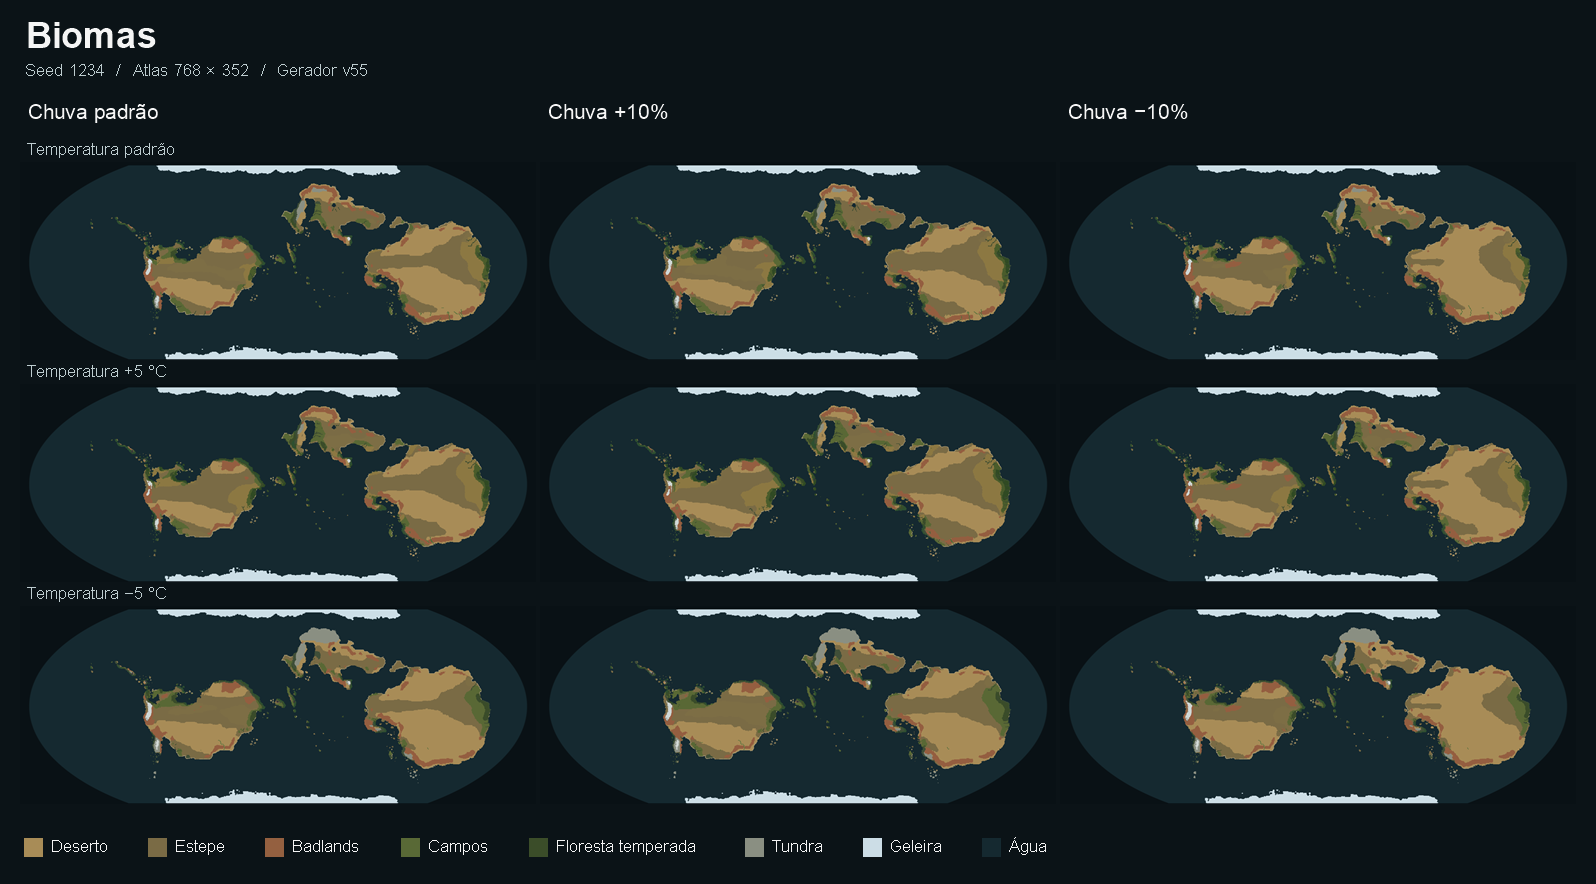 Biomas
Seed 1234 / Atlas 768 × 352 / Gerador v55
Chuva padrão
Chuva +10%
Chuva −10%
Temperatura padrão
Temperatura +5 °C
Temperatura −5 °C
Deserto
Estepe
Badlands
Campos
Floresta temperada
Tundra
Geleira
Água